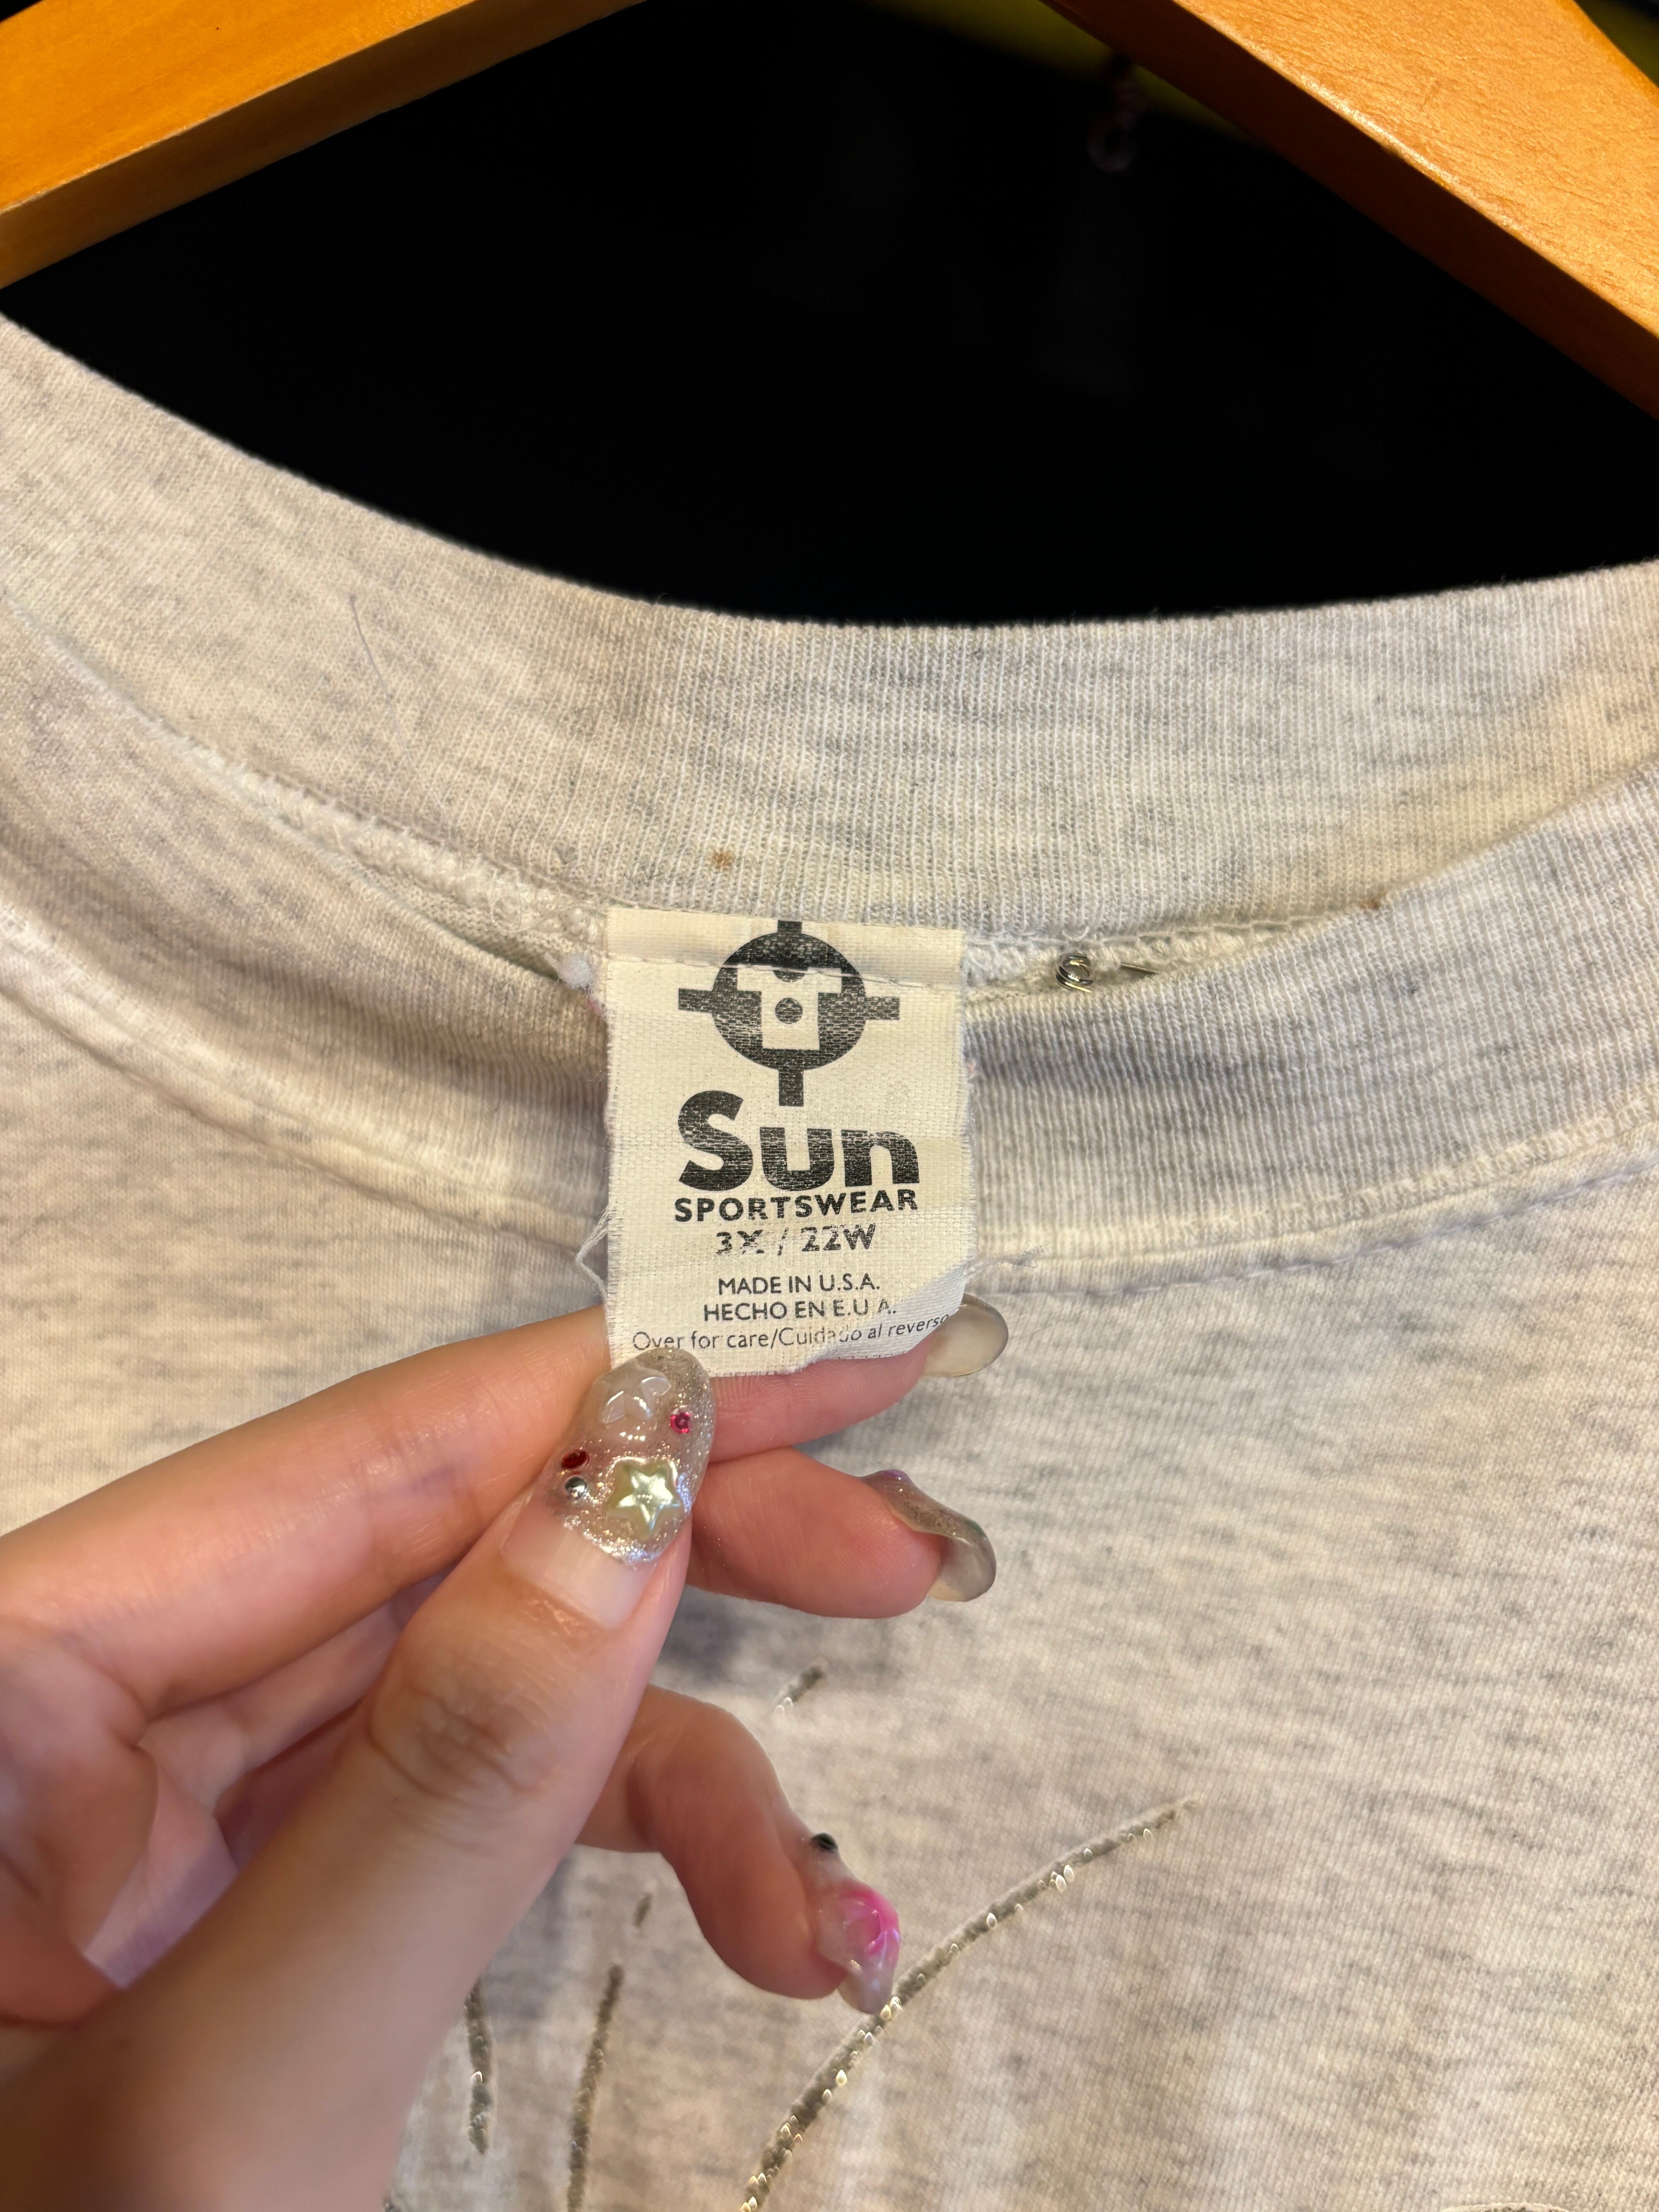 Sun
SPORTSWEAR
3X / 22W
MADE IN U.S.A.
HECHO EN E.U A.
Over for care/Cuidado al reverso